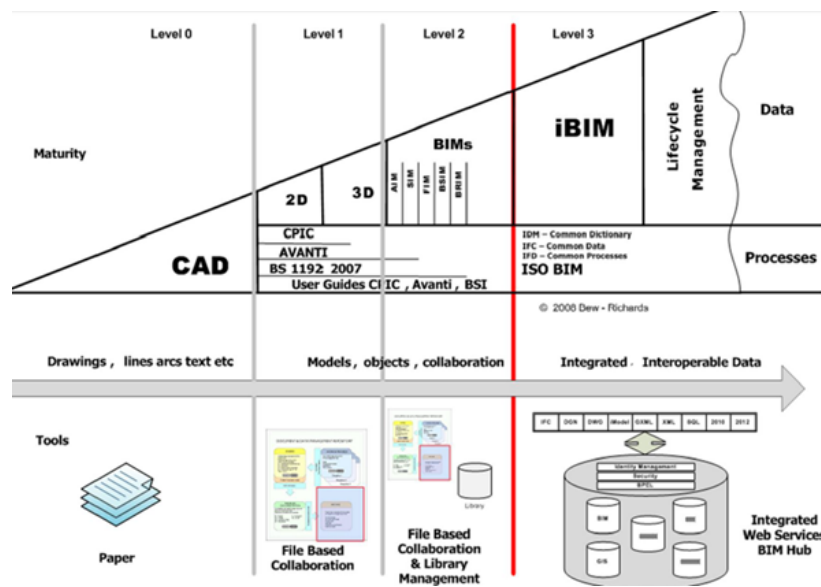 Level 0
Level 1
Level 2
Level 3
Maturity
2D
3D
BIMs
AIM
SIM
FIM
BSIM
BRIM
iBIM
Lifecycle
Management
Data
CAD
CPIC
AVANTI
BS 1192 2007
User Guides CPIC , Avanti , BSI
IDM – Common Dictionary
IFC – Common Data
IFD – Common Processes
ISO BIM
Processes
© 2008 Bew - Richards
Drawings , lines arcs text etc
Models, objects , collaboration
Integrated , Interoperable Data
Tools
Paper
File Based
Collaboration
Library
File Based
Collaboration
& Library
Management
IFC DGN DWG iModel GXML XML SQL 2010 2012
Identity Management
Security
BPEL
BIM
GIS
Integrated
Web Services
BIM Hub